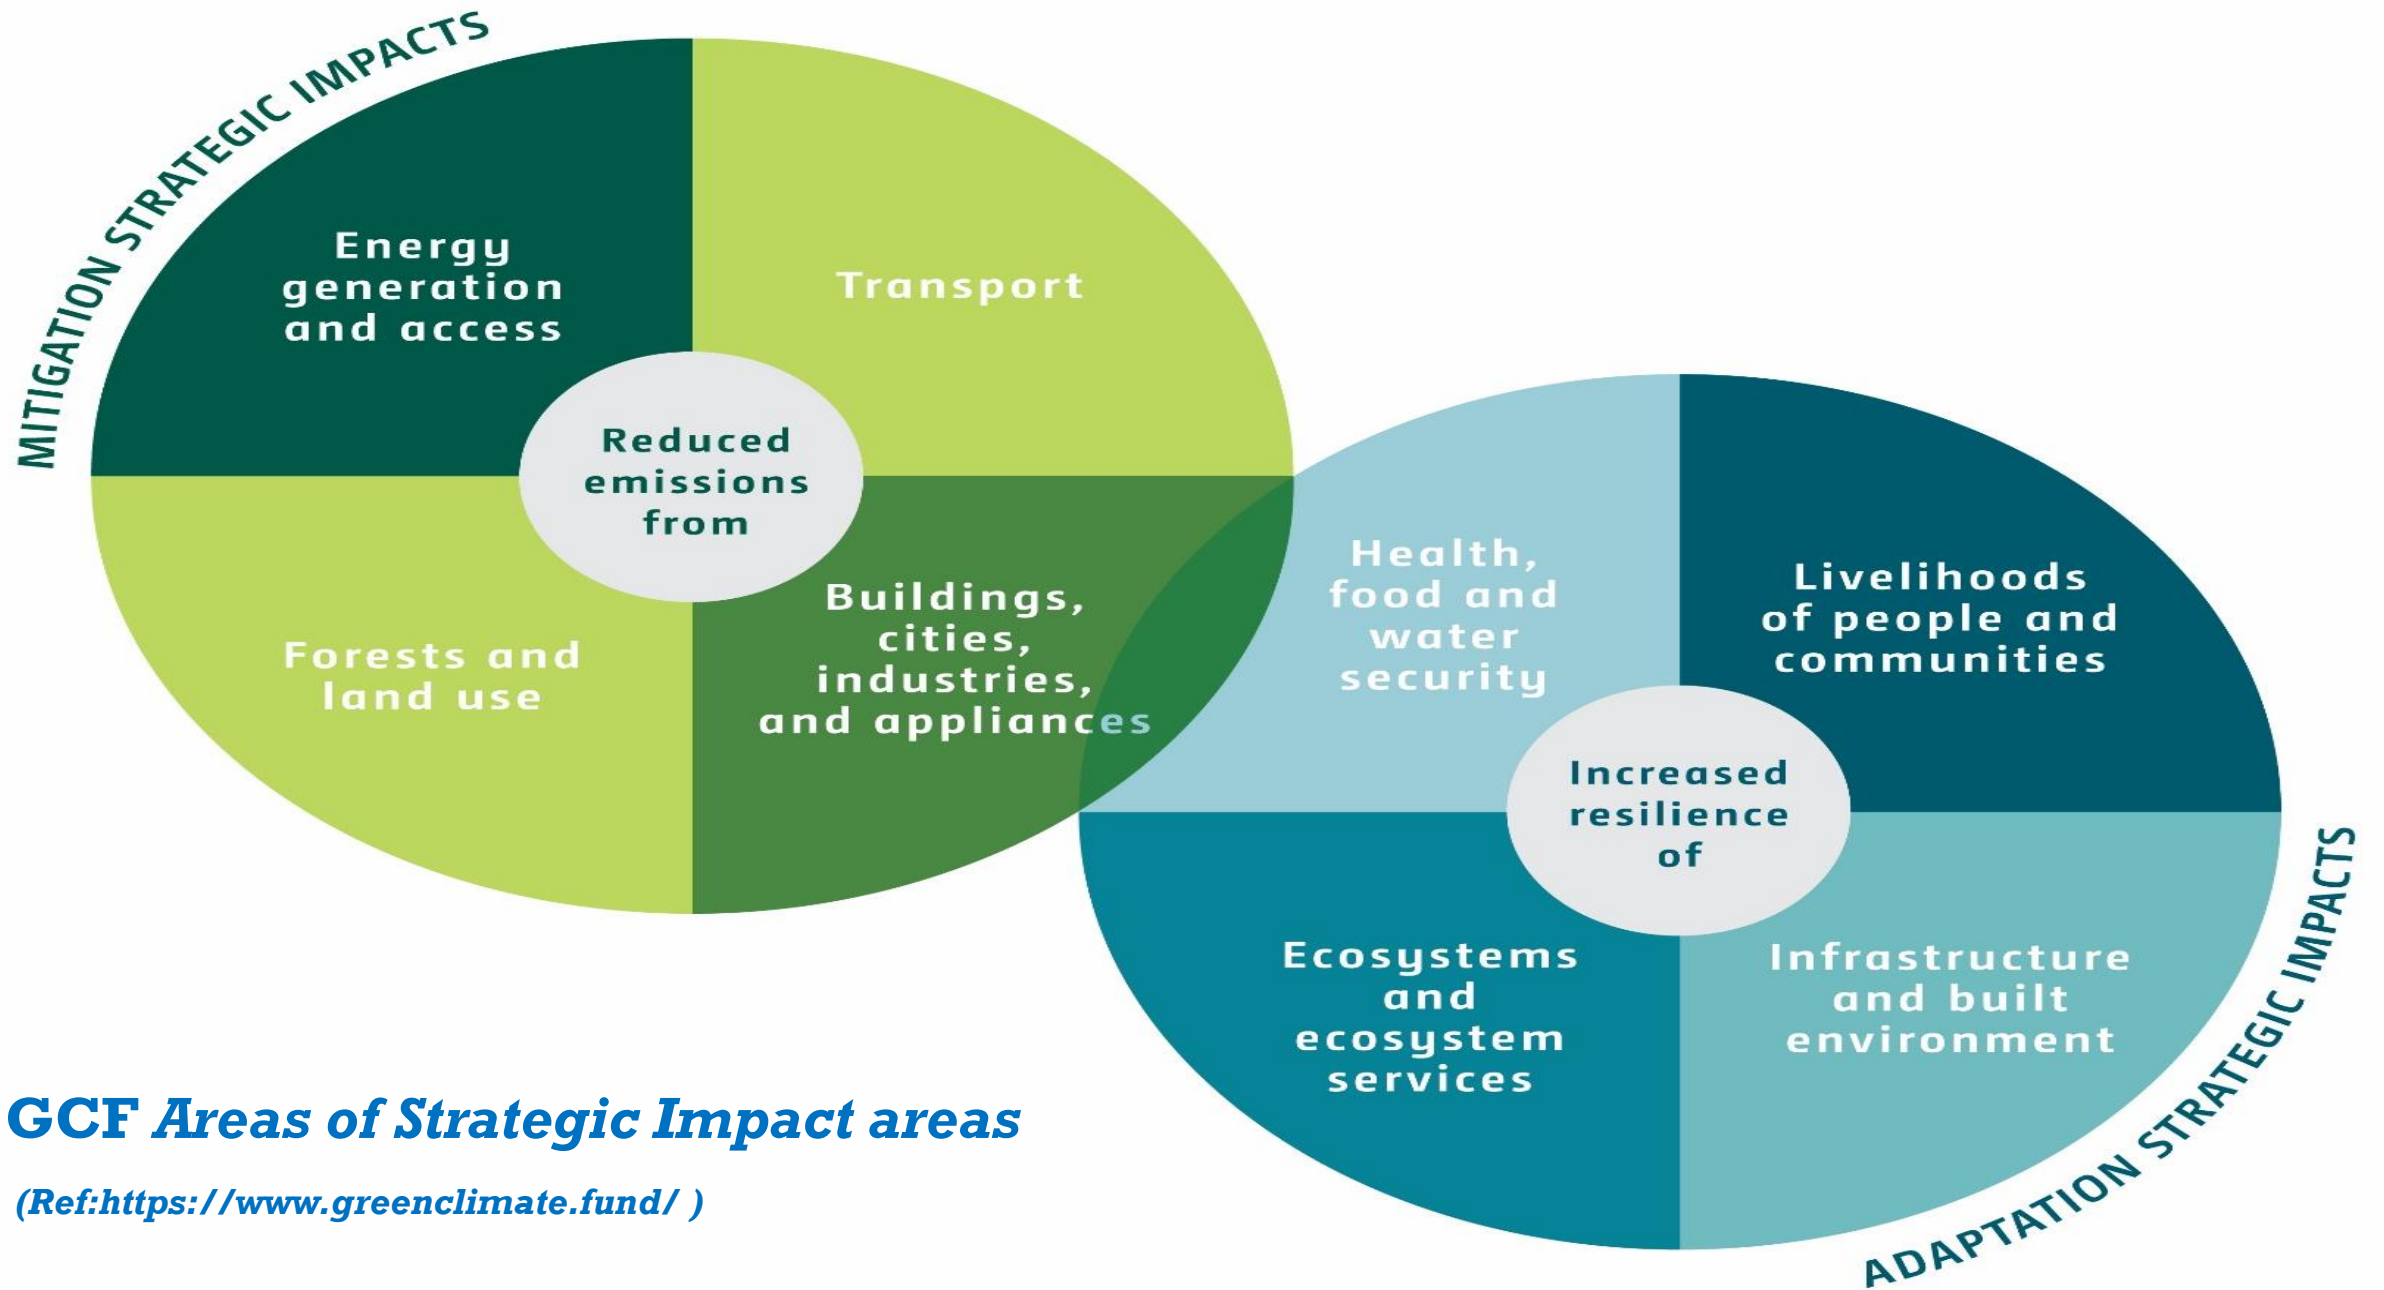 MITIGATION STRATEGIC IMPACTS
Energy
generation
and access
Transport
Reduced
emissions
from
Forests and
land use
Buildings,
cities,
industries,
and appliances
Health,
food and
water
security
Livelihoods
of people and
communities
Increased
resilience
of
Ecosystems
and
ecosystem
services
Infrastructure
and built
environment
ADAPTATION STRATEGIC IMPACTS
GCF Areas of Strategic Impact areas
(Ref:https://www.greenclimate.fund/ )